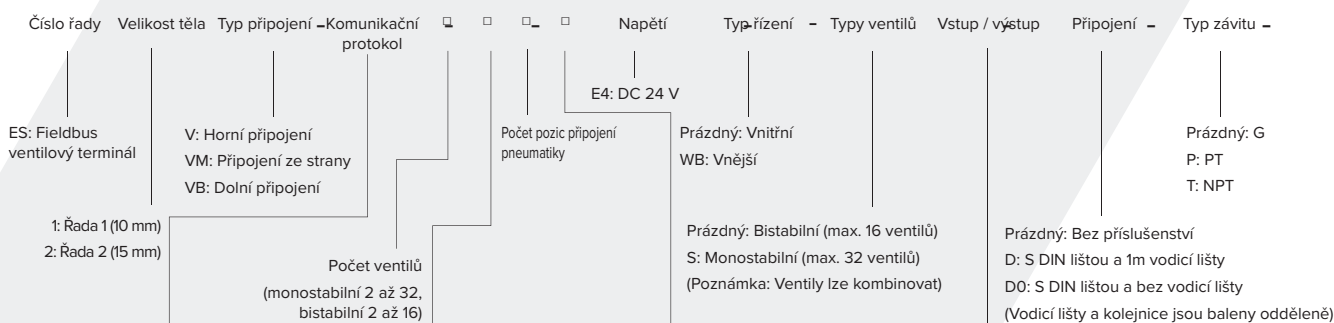 Číslo řady Velikost těla Typ připojení – Komunikační protokol □– □ □– □ Napětí Typ řízení – Typy ventilů Vstup / výstup Připojení – Typ závitu –
E4: DC 24 V
ES: Fieldbus
ventilový terminál
V: Horní připojení
VM: Připojení ze strany
VB: Dolní připojení
Počet pozic připojení
pneumatiky
Prázdný: Vnitřní
WB: Vnější
Prázdný: G
P: PT
T: NPT
1: Řada 1 (10 mm)
2: Řada 2 (15 mm)
Počet ventilů
(monostabilní 2 až 32,
bistabilní 2 až 16)
Prázdný: Bistabilní (max. 16 ventilů)
S: Monostabilní (max. 32 ventilů)
(Poznámka: Ventily lze kombinovat)
Prázdný: Bez příslušenství
D: S DIN lištou a 1m vodicí lišty
D0: S DIN lištou a bez vodicí lišty
(Vodicí lišty a kolejnice jsou baleny odděleně)